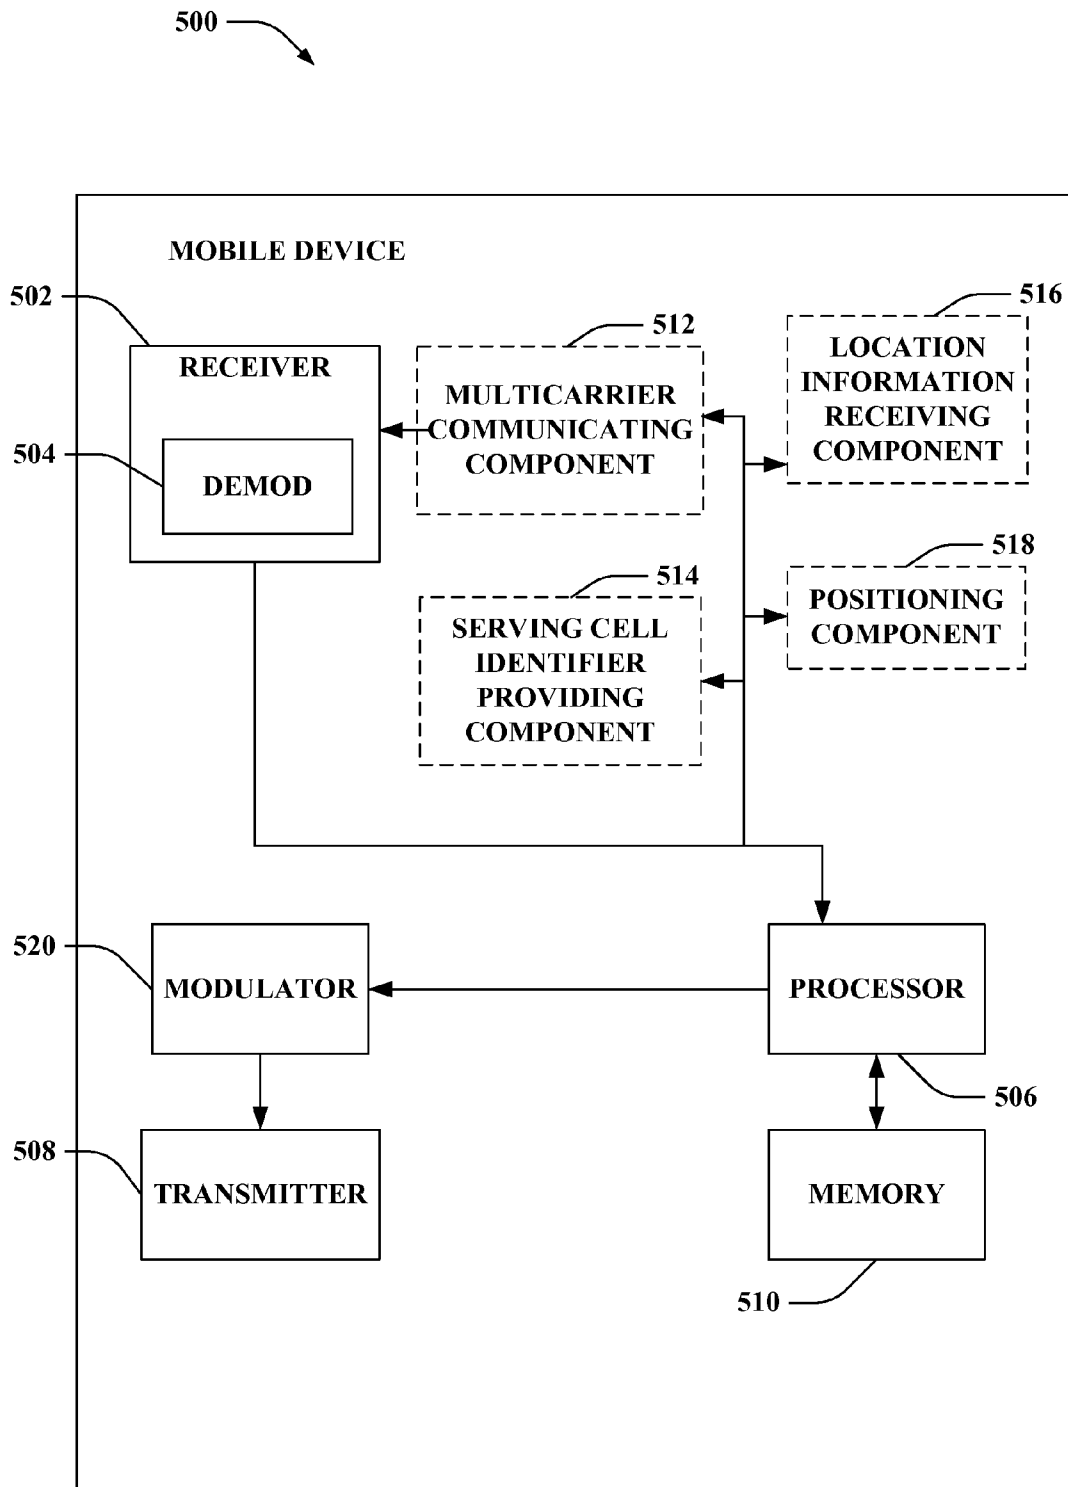 500
MOBILE DEVICE
502
RECEIVER
504
DEMOD
512
MULTICARRIER
COMMUNICATING
COMPONENT
516
LOCATION
INFORMATION
RECEIVING
COMPONENT
514
SERVING CELL
IDENTIFIER
PROVIDING
COMPONENT
518
POSITIONING
COMPONENT
520
MODULATOR
PROCESSOR
506
508
TRANSMITTER
MEMORY
510